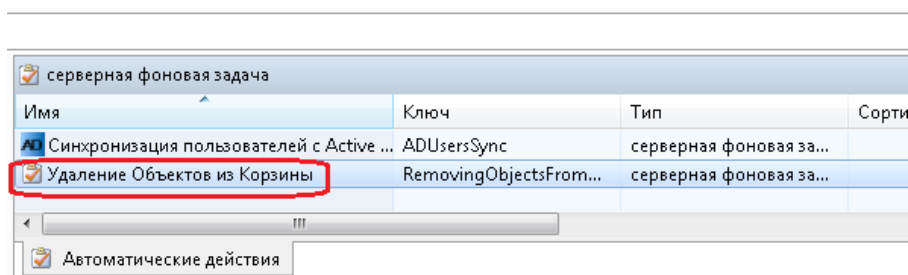 серверная фоновая задача
Имя Ключ Тип Сорти
AD Синхронизация пользователей с Active ... ADUsersSync серверная фоновая за...
Удаление Объектов из Корзины RemovingObjectsFrom... серверная фоновая за...
Автоматические действия